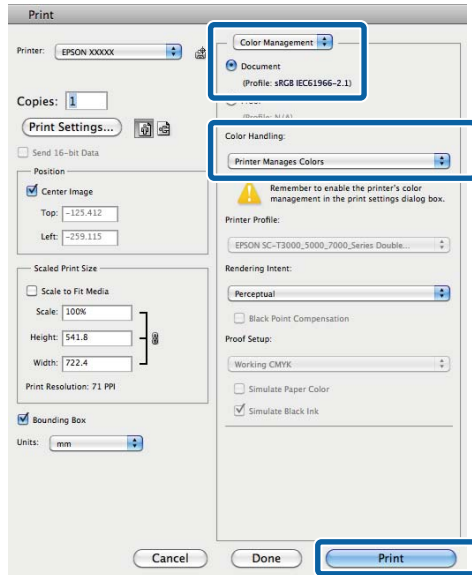 Print
Printer: EPSON XXXXX
Copies: 1
Print Settings...
Send 16-bit Data
Position
Center Image
Top: -125.412
Left: -259.115
Scaled Print Size
Scale to Fit Media
Scale: 100%
Height: 541.8
Width: 722.4
Print Resolution: 71 PPI
Bounding Box
Units: mm
Color Management
Document
(Profile: sRGB IEC61966-2.1)
Color Handling:
Printer Manages Colors
Remember to enable the printer's color
management in the print settings dialog box.
Printer Profile:
EPSON SC-T3000_5000_7000_Series Double...
Rendering Intent:
Perceptual
Black Point Compensation
Proof Setup:
Working CMYK
Simulate Paper Color
Simulate Black Ink
Cancel
Done
Print